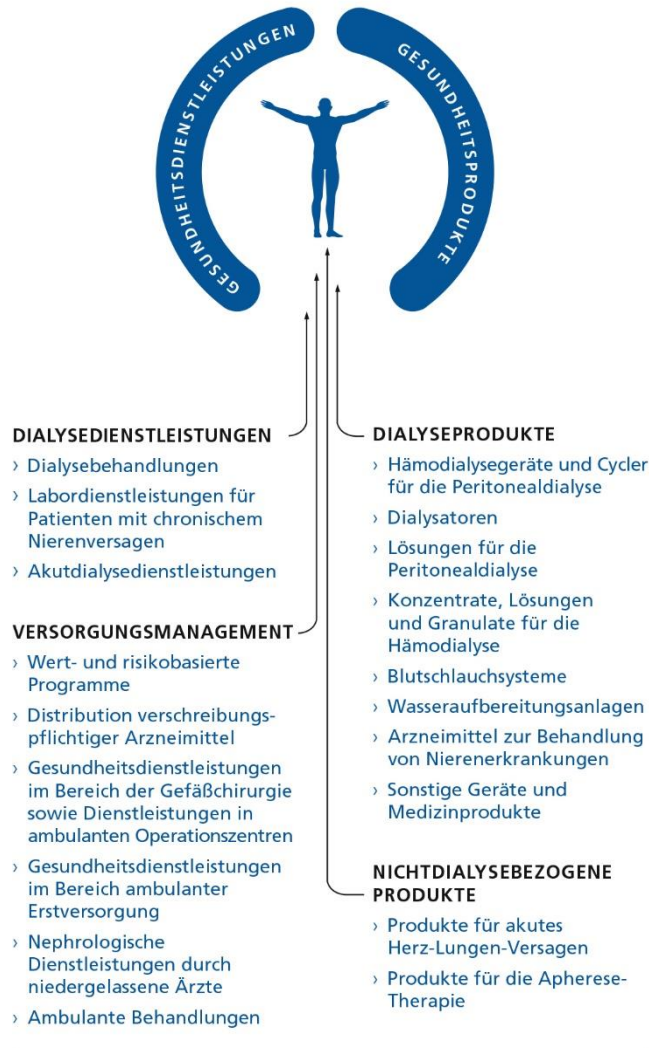 GESUNDHEITSDIENSTLEISTUNGEN
GESUNDHEITSPRODUKTE
DIALYSEDIENSTLEISTUNGEN
› Dialysebehandlungen
› Labordienstleistungen für
Patienten mit chronischem
Nierenversagen
› Akutdialysedienstleistungen
VERSORGUNGSMANAGEMENT
› Wert- und risikobasierte
Programme
› Distribution verschreibungs-
pflichtiger Arzneimittel
› Gesundheitsdienstleistungen
im Bereich der Gefäßchirurgie
sowie Dienstleistungen in
ambulanten Operationszentren
› Gesundheitsdienstleistungen
im Bereich ambulanter
Erstversorgung
› Nephrologische
Dienstleistungen durch
niedergelassene Ärzte
› Ambulante Behandlungen
DIALYSEPRODUKTE
› Hämodialysegeräte und Cycler
für die Peritonealdialyse
› Dialysatoren
› Lösungen für die
Peritonealdialyse
› Konzentrate, Lösungen
und Granulate für die
Hämodialyse
› Blutschlauchsysteme
› Wasseraufbereitungsanlagen
› Arzneimittel zur Behandlung
von Nierenerkrankungen
› Sonstige Geräte und
Medizinprodukte
NICHTDIALYSEBEZOGENE
PRODUKTE
› Produkte für akutes
Herz-Lungen-Versagen
› Produkte für die Apherese-
Therapie